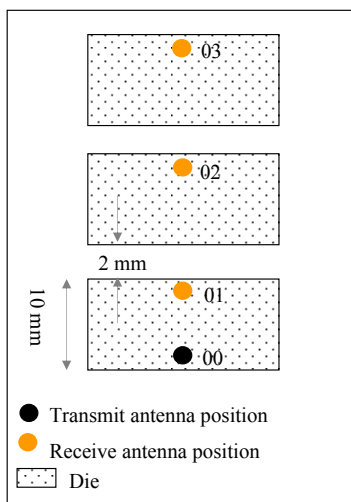 03
02
2 mm
10 mm
01
00
Transmit antenna position
Receive antenna position
Die